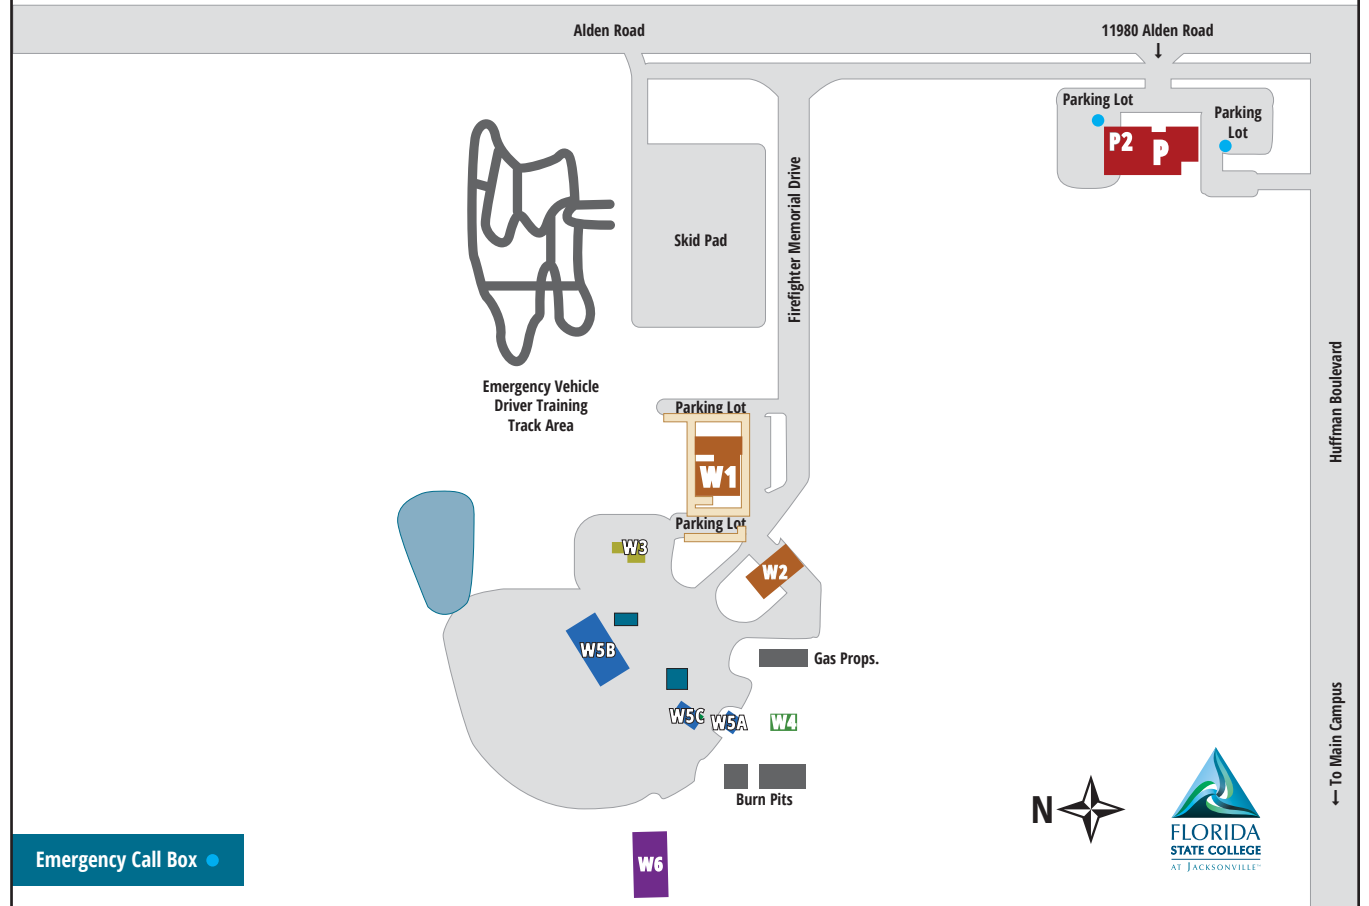 Alden Road
11980 Alden Road
↓
Parking Lot
Parking
Lot
P2
P
Firefighter Memorial Drive
Skid Pad
Huffman Boulevard
Emergency Vehicle
Driver Training
Track Area
Parking Lot
W1
Parking Lot
W3
W2
W5B
Gas Props.
W5C
W5A
W4
← To Main Campus
Burn Pits
N
FLORIDA
STATE COLLEGE
AT JACKSONVILLE
Emergency Call Box
W6